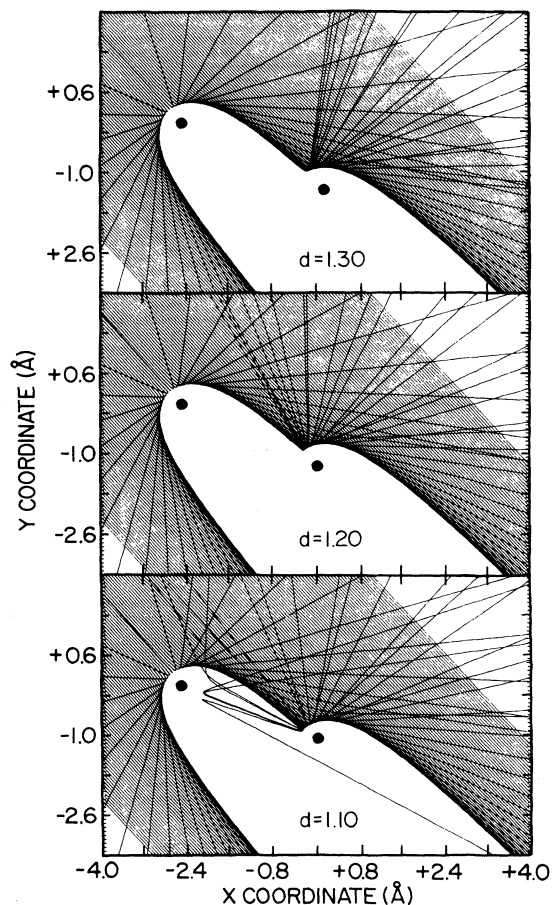 +0.6
-1.0
+2.6
d=1.30
+0.6
-1.0
-2.6
d=1.20
+0.6
-1.0
-2.6
d=1.10
-4.0 -2.4 -0.8 +0.8 +2.4 +4.0
X COORDINATE (Å)
Y COORDINATE (Å)